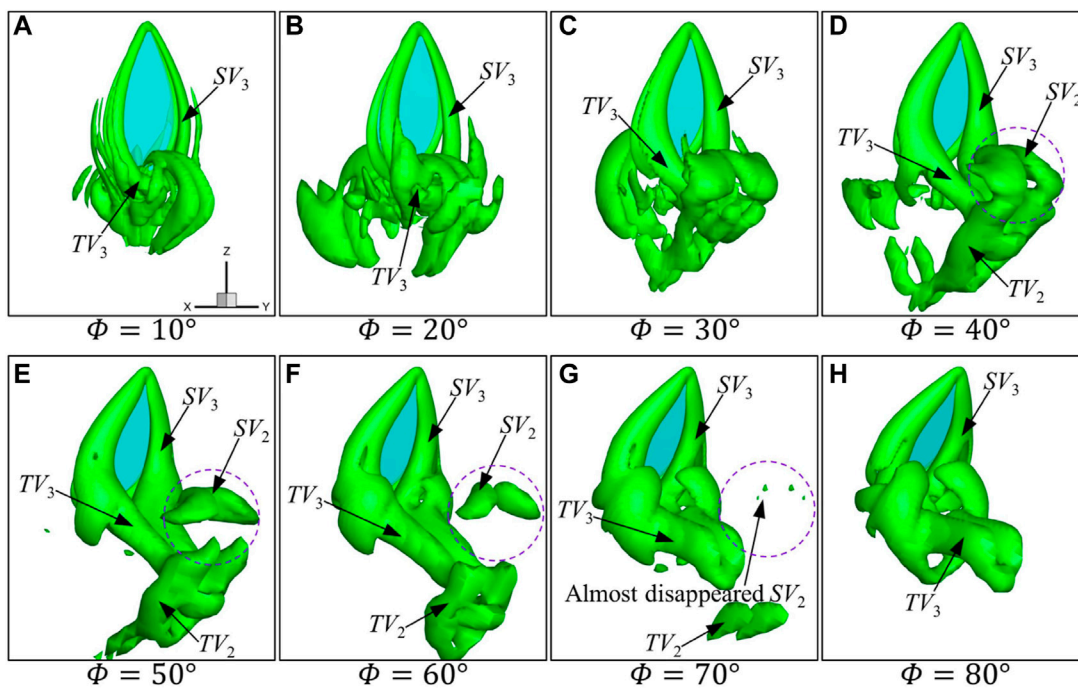 A
SV3
TV3
Z
X
Y
Φ = 10°
B
SV3
TV3
Φ = 20°
C
TV3
SV3
Φ = 30°
D
SV3
SV2
TV3
TV2
Φ = 40°
E
SV3
SV2
TV3
TV2
Φ = 50°
F
SV3
SV2
TV3
TV2
Φ = 60°
G
SV3
TV3
Almost disappeared SV2
TV2
Φ = 70°
H
SV3
TV3
Φ = 80°